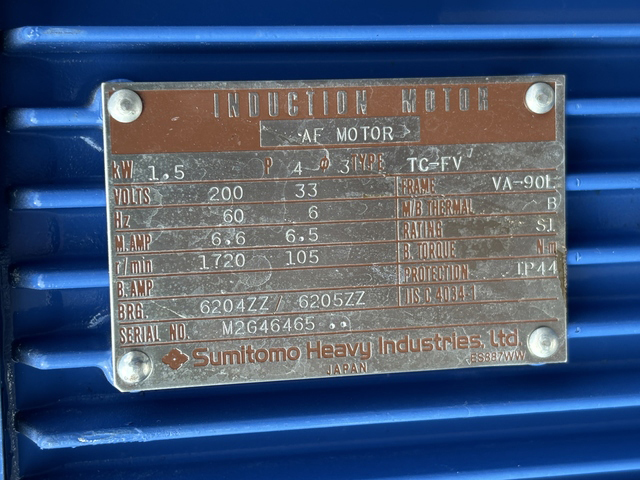 INDUCTION MOTOR
AF MOTOR
kW 1.5 P 4 φ 3 TYPE TC-FV
VOLTS 200 33 FRAME VA-90L
Hz 60 6 M/B THERMAL B
M.AMP 6.6 6.5 RATING S1
r/min 1720 105 B. TORQUE N·m
B.AMP PROTECTION IP44
BRG. 6204ZZ / 6205ZZ JIS C 4034-1
SERIAL NO. M2G46465
Sumitomo Heavy Industries, Ltd.
JAPAN